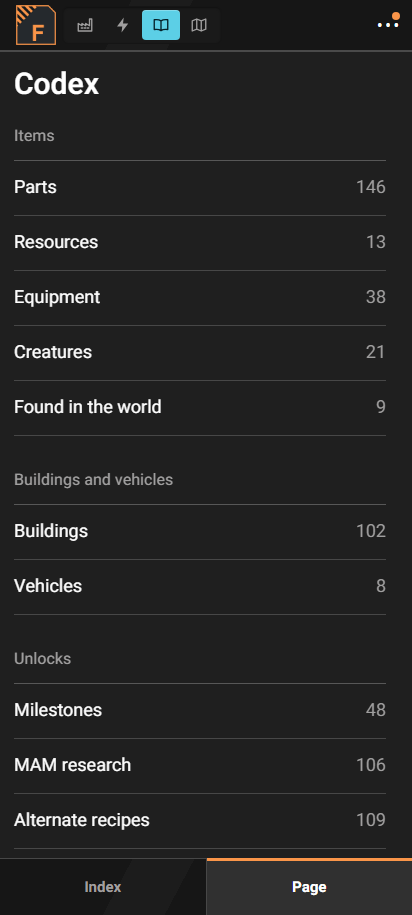 F
Codex
Items
Parts 146
Resources 13
Equipment 38
Creatures 21
Found in the world 9
Buildings and vehicles
Buildings 102
Vehicles 8
Unlocks
Milestones 48
MAM research 106
Alternate recipes 109
Index Page